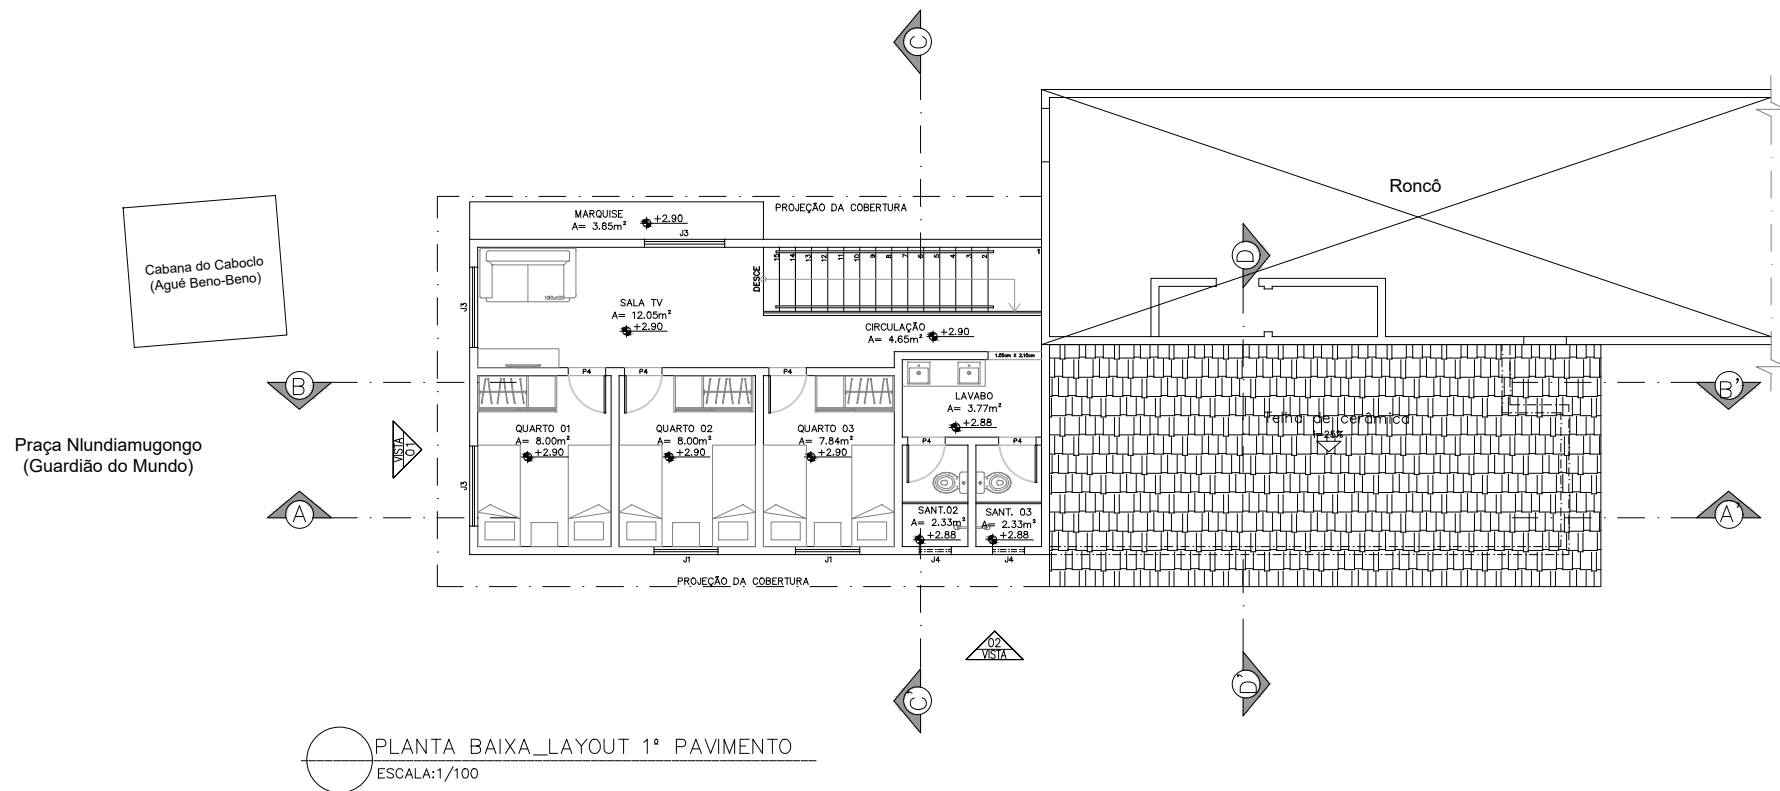 C
Roncô
PROJEÇÃO DA COBERTURA
MARQUISE
A= 3.85m²
+2.90
J3
D
Cabana do Caboclo
(Agué Beno-Beno)
DESCE
15
14
13
12
11
10
9
8
7
6
5
4
3
2
1
J3
180x100
SALA TV
A= 12.05m²
+2.90
CIRCULAÇÃO
A= 4.65m²
+2.90
P4
P4
P4
B
B'
LAVABO
A= 3.77m²
+2.88
Telha de cerâmica
i=25%
Praça Nlundiamugongo
(Guardião do Mundo)
VISTA
01
QUARTO 01
A= 8.00m²
+2.90
QUARTO 02
A= 8.00m²
+2.90
QUARTO 03
A= 7.84m²
+2.90
P4
P4
J3
A
A'
SANT.02
A= 2.33m²
+2.88
SANT. 03
A= 2.33m²
+2.88
J1
J1
J4
J4
PROJEÇÃO DA COBERTURA
02
VISTA
C'
D'
PLANTA BAIXA_LAYOUT 1º PAVIMENTO
ESCALA:1/100